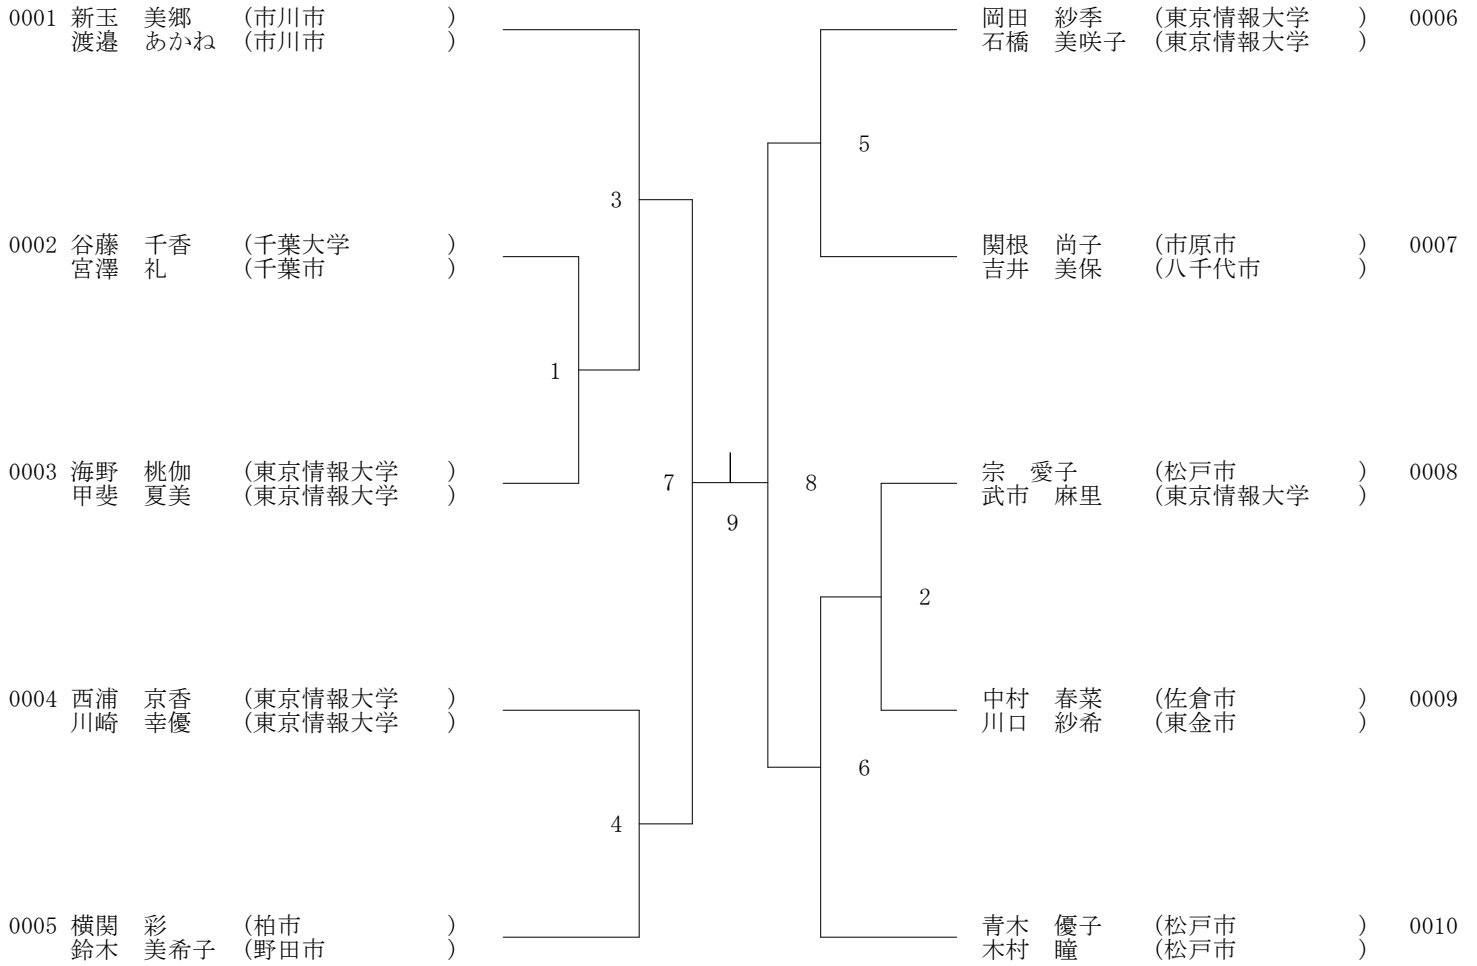 0001 新玉 美郷 (市川市 )
渡邉 あかね (市川市 )
0002 谷藤 千香 (千葉大学 )
宮澤 礼 (千葉市 )
0003 海野 桃伽 (東京情報大学 )
甲斐 夏美 (東京情報大学 )
0004 西浦 京香 (東京情報大学 )
川崎 幸優 (東京情報大学 )
0005 横関 彩 (柏市 )
鈴木 美希子 (野田市 )
3
1
7
4
9
5
8
2
6
岡田 紗季 (東京情報大学 ) 0006
石橋 美咲子 (東京情報大学 )
関根 尚子 (市原市 ) 0007
吉井 美保 (八千代市 )
宗 愛子 (松戸市 ) 0008
武市 麻里 (東京情報大学 )
中村 春菜 (佐倉市 ) 0009
川口 紗希 (東金市 )
青木 優子 (松戸市 ) 0010
木村 瞳 (松戸市 )